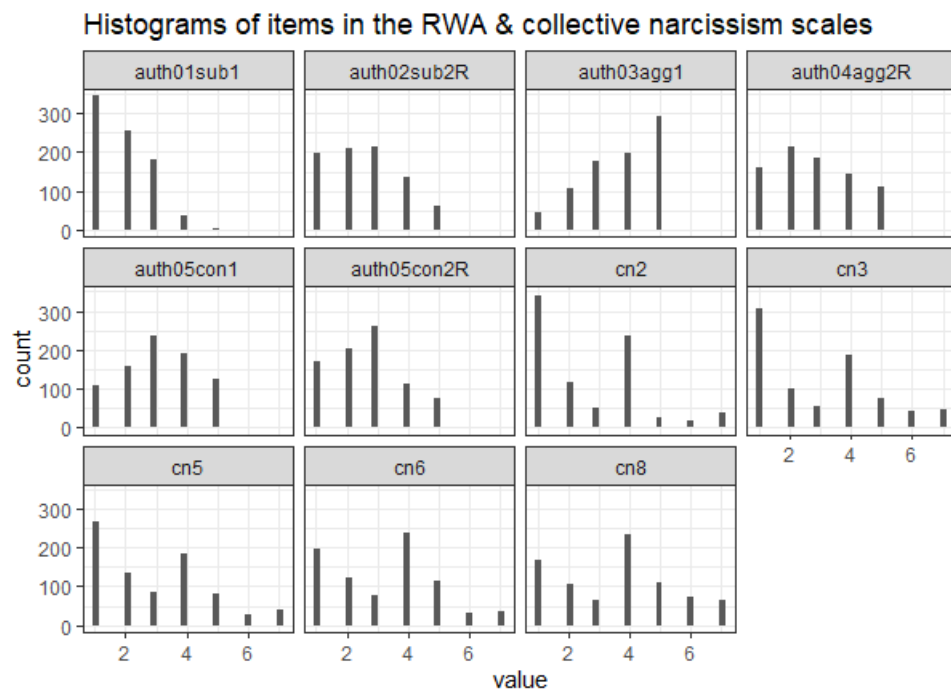 Histograms of items in the RWA & collective narcissism scales
auth01sub1 auth02sub2R auth03agg1 auth04agg2R
300
200
100
0
auth05con1 auth05con2R cn2 cn3
300
200
100
0
2 4 6
cn5 cn6 cn8
300
200
100
0
2 4 6 2 4 6 2 4 6
count
value